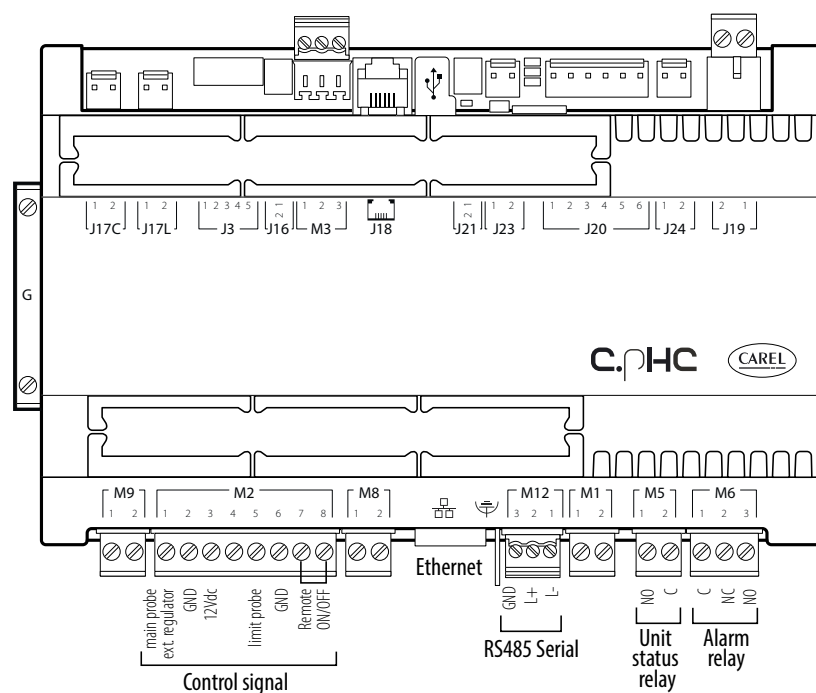 1 2 1 2 1 2 3 4 5 2 1 1 2 3 2 1 1 2 1 2 3 4 5 6 1 2 2 1
J17C J17L J3 J16 M3 J18 J21 J23 J20 J24 J19
G
c.pHC CAREL
M9 M2 M8 M12 M1 M5 M6
1 2 1 2 3 4 5 6 7 8 1 2 3 2 1 1 2 1 2 1 2 3
Ethernet
main probe
ext. regulator
GND
12Vdc
limit probe
GND
Remote
ON/OFF
GND
L+
L-
NO
C
C
NC
NO
Control signal
RS485 Serial
Unit
status
relay
Alarm
relay